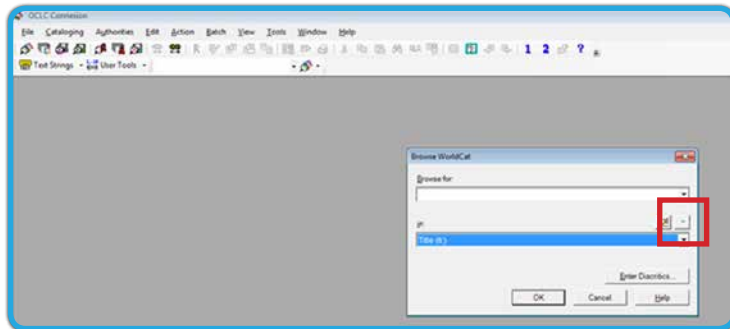 OCLC Connexion
File Cataloging Authorities Edit Action Batch View Tools Window Help
1 2 ?
Text Strings User Tools
Browse WorldCat
Browse for:
in:
Title (ti:)
Enter Diacritics...
OK Cancel Help